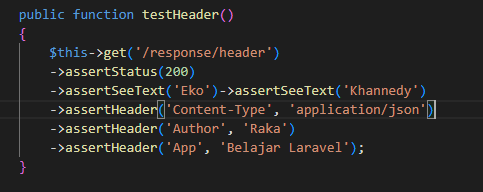 public function testHeader()
{
$this->get('/response/header')
->assertStatus(200)
->assertSeeText('Eko')->assertSeeText('Khannedy')
->assertHeader('Content-Type', 'application/json')
->assertHeader('Author', 'Raka')
->assertHeader('App', 'Belajar Laravel');
}